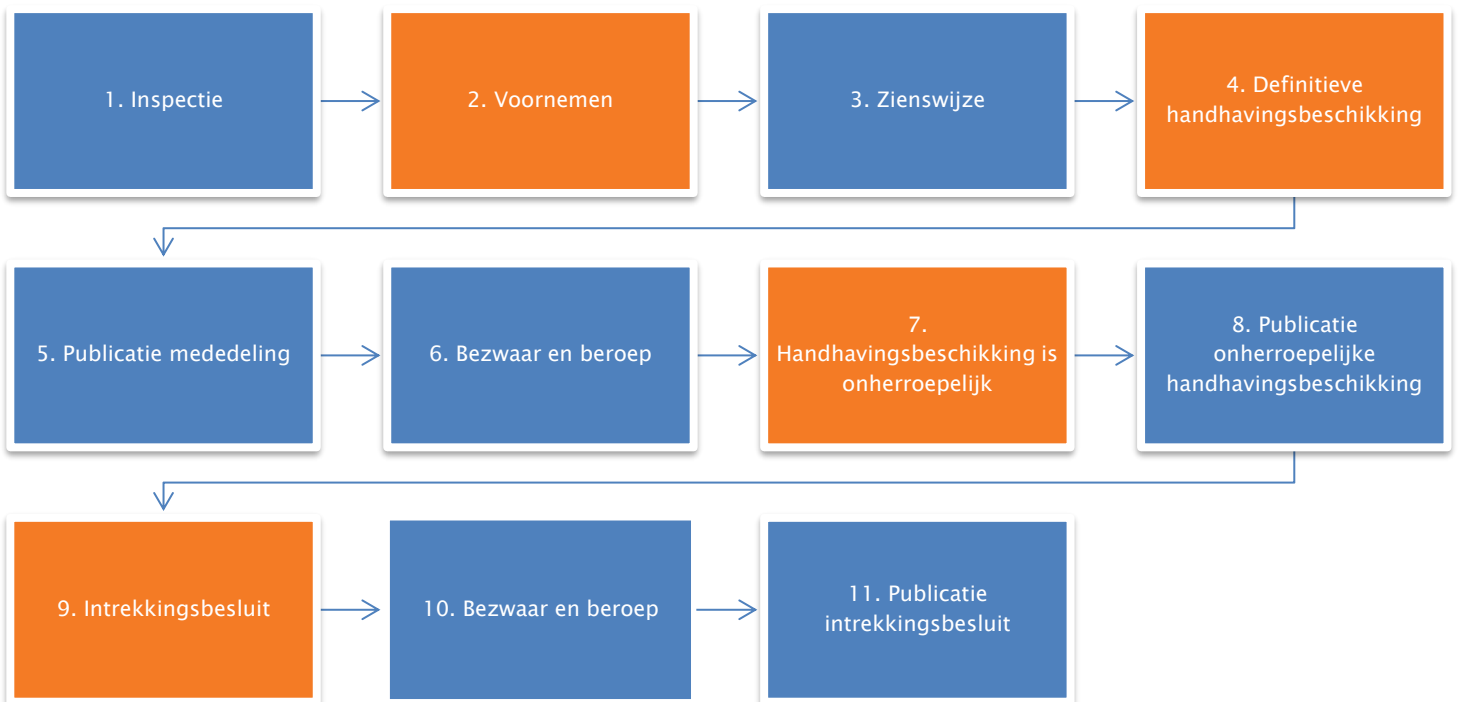 1. Inspectie
2. Voornemen
3. Zienswijze
4. Definitieve
handhavingsbeschikking
5. Publicatie mededeling
6. Bezwaar en beroep
7.
Handhavingsbeschikking is
onherroepelijk
8. Publicatie
onherroepelijke
handhavingsbeschikking
9. Intrekkingsbesluit
10. Bezwaar en beroep
11. Publicatie
intrekkingsbesluit